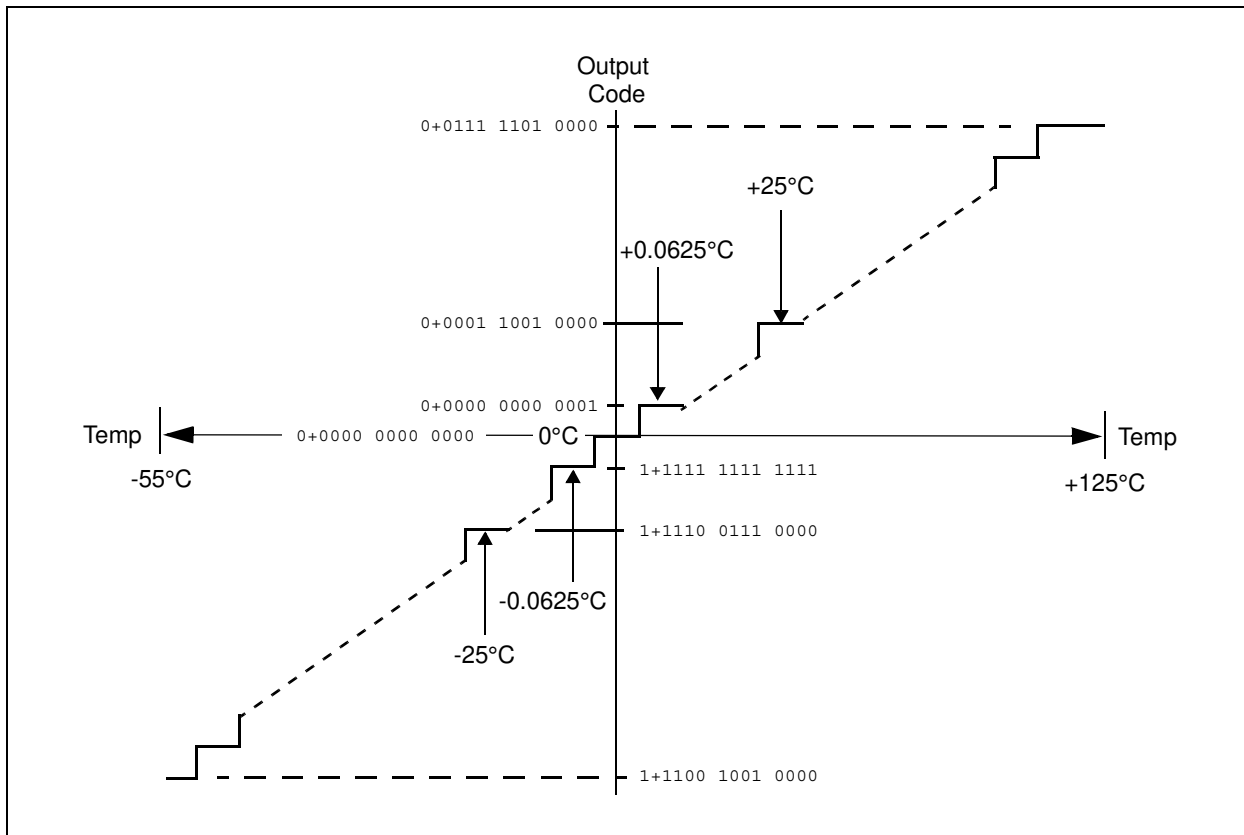 Output
Code
0+0111 1101 0000
+25°C
+0.0625°C
0+0001 1001 0000
0+0000 0000 0001
Temp
0+0000 0000 0000
0°C
Temp
-55°C
1+1111 1111 1111
+125°C
1+1110 0111 0000
-0.0625°C
-25°C
1+1100 1001 0000